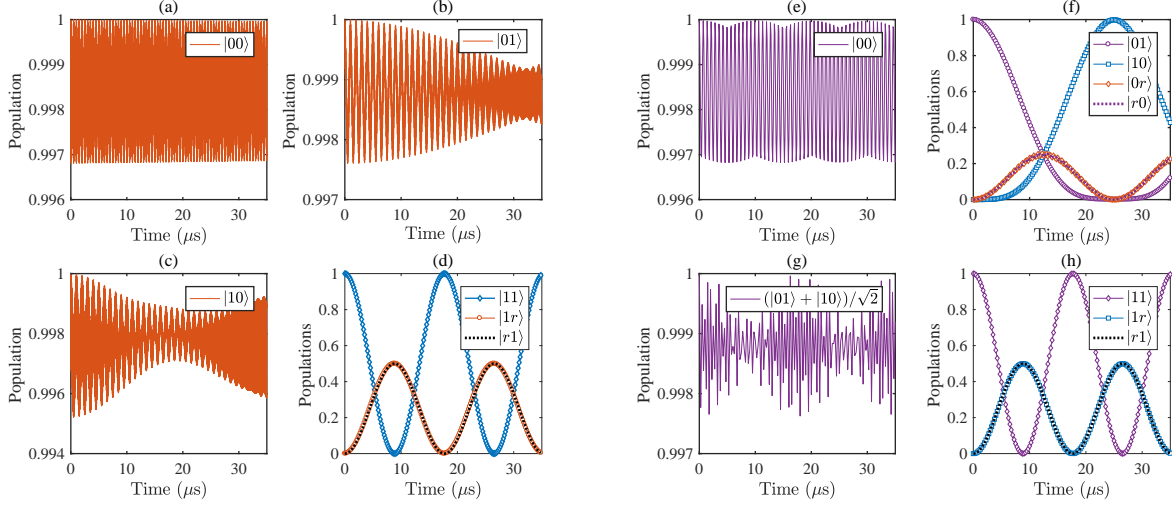 (a)
1
0.999
0.998
0.997
0.996
Population
|00⟩
0 10 20 30
Time (μs)
(b)
1
0.999
0.998
0.997
Population
|01⟩
0 10 20 30
Time (μs)
(e)
1
0.999
0.998
0.997
0.996
Population
|00⟩
0 10 20 30
Time (μs)
(f)
1
0.8
0.6
0.4
0.2
0
Populations
|01⟩
|10⟩
|0r⟩
|r0⟩
0 10 20 30
Time (μs)
(c)
1
0.998
0.996
0.994
Population
|10⟩
0 10 20 30
Time (μs)
(d)
1
0.8
0.6
0.4
0.2
0
Populations
|11⟩
|1r⟩
|r1⟩
0 10 20 30
Time (μs)
(g)
1
0.999
0.998
0.997
Population
(|01⟩ + |10⟩)/√2
0 10 20 30
Time (μs)
(h)
1
0.8
0.6
0.4
0.2
0
Populations
|11⟩
|1r⟩
|r1⟩
0 10 20 30
Time (μs)